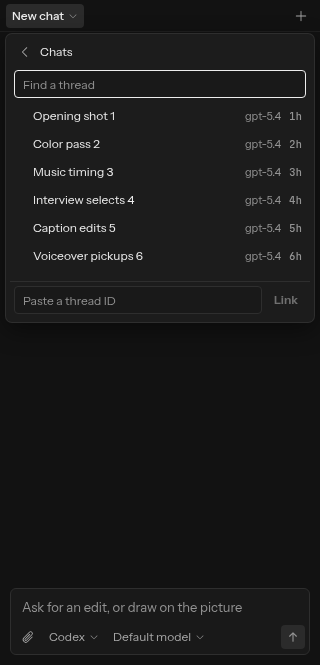 New chat
Chats
Find a thread
Opening shot 1 gpt-5.4 1h
Color pass 2 gpt-5.4 2h
Music timing 3 gpt-5.4 3h
Interview selects 4 gpt-5.4 4h
Caption edits 5 gpt-5.4 5h
Voiceover pickups 6 gpt-5.4 6h
Paste a thread ID Link
Ask for an edit, or draw on the picture
Codex Default model